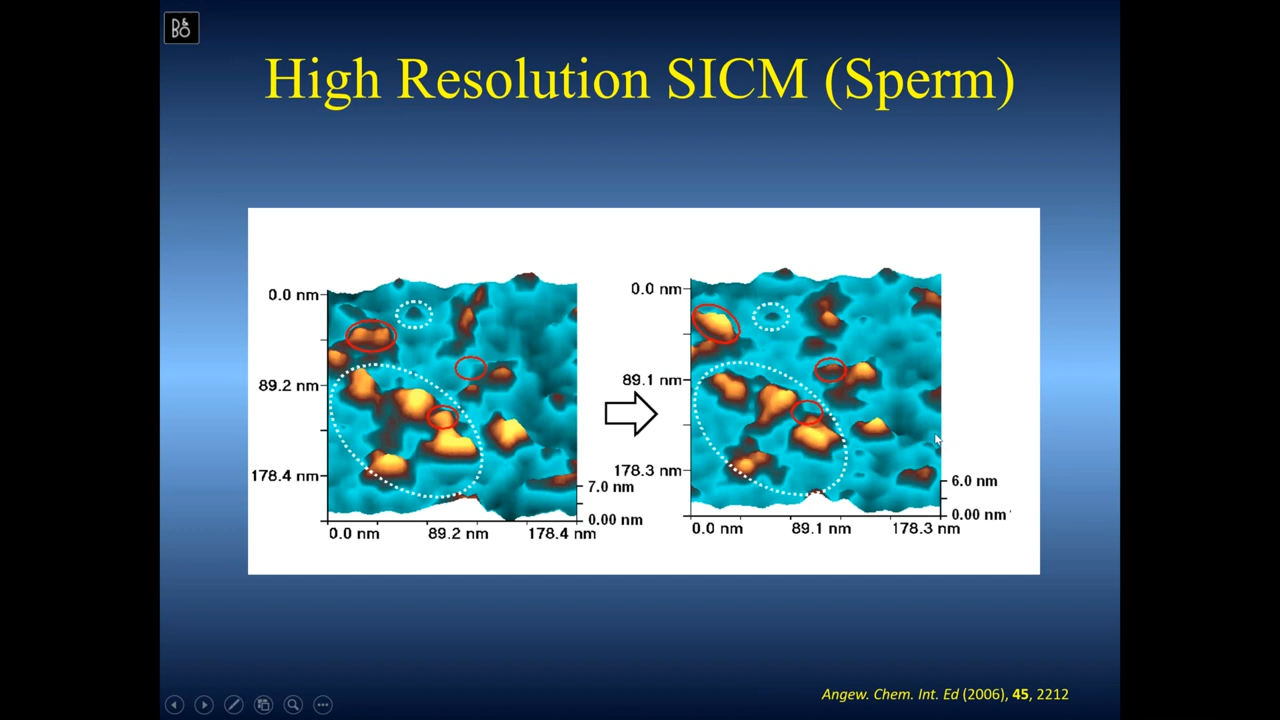 B&O
High Resolution SICM (Sperm)
0.0 nm
89.2 nm
178.4 nm
7.0 nm
0.00 nm
0.0 nm
89.2 nm
178.4 nm
0.0 nm
89.1 nm
178.3 nm
6.0 nm
0.00 nm
0.0 nm
89.1 nm
178.3 nm
Angew. Chem. Int. Ed (2006), 45, 2212